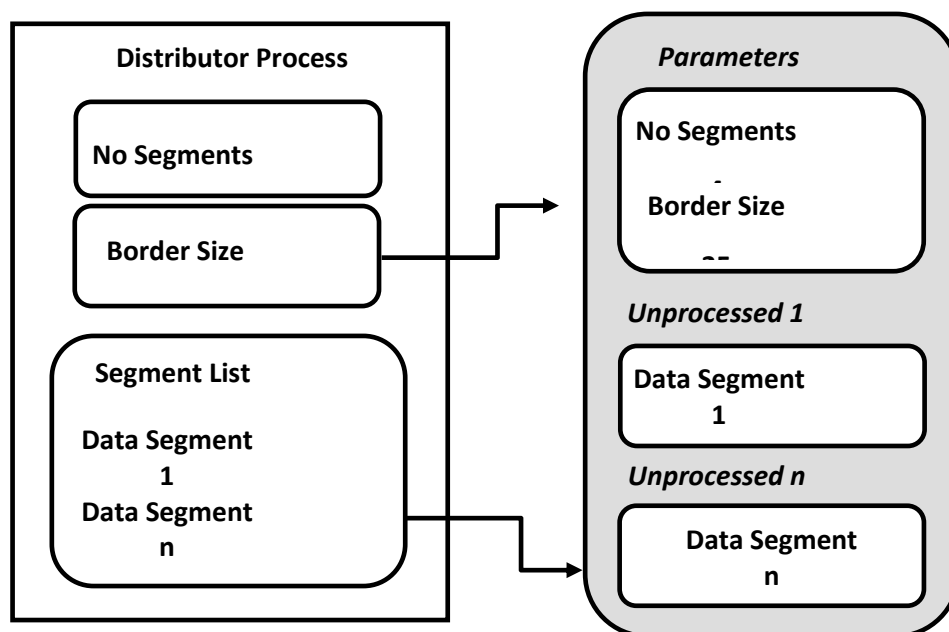 Distributor Process
No Segments
Border Size
Segment List
Data Segment
1
Data Segment
n
Parameters
No Segments
Border Size
Unprocessed 1
Data Segment
1
Unprocessed n
Data Segment
n